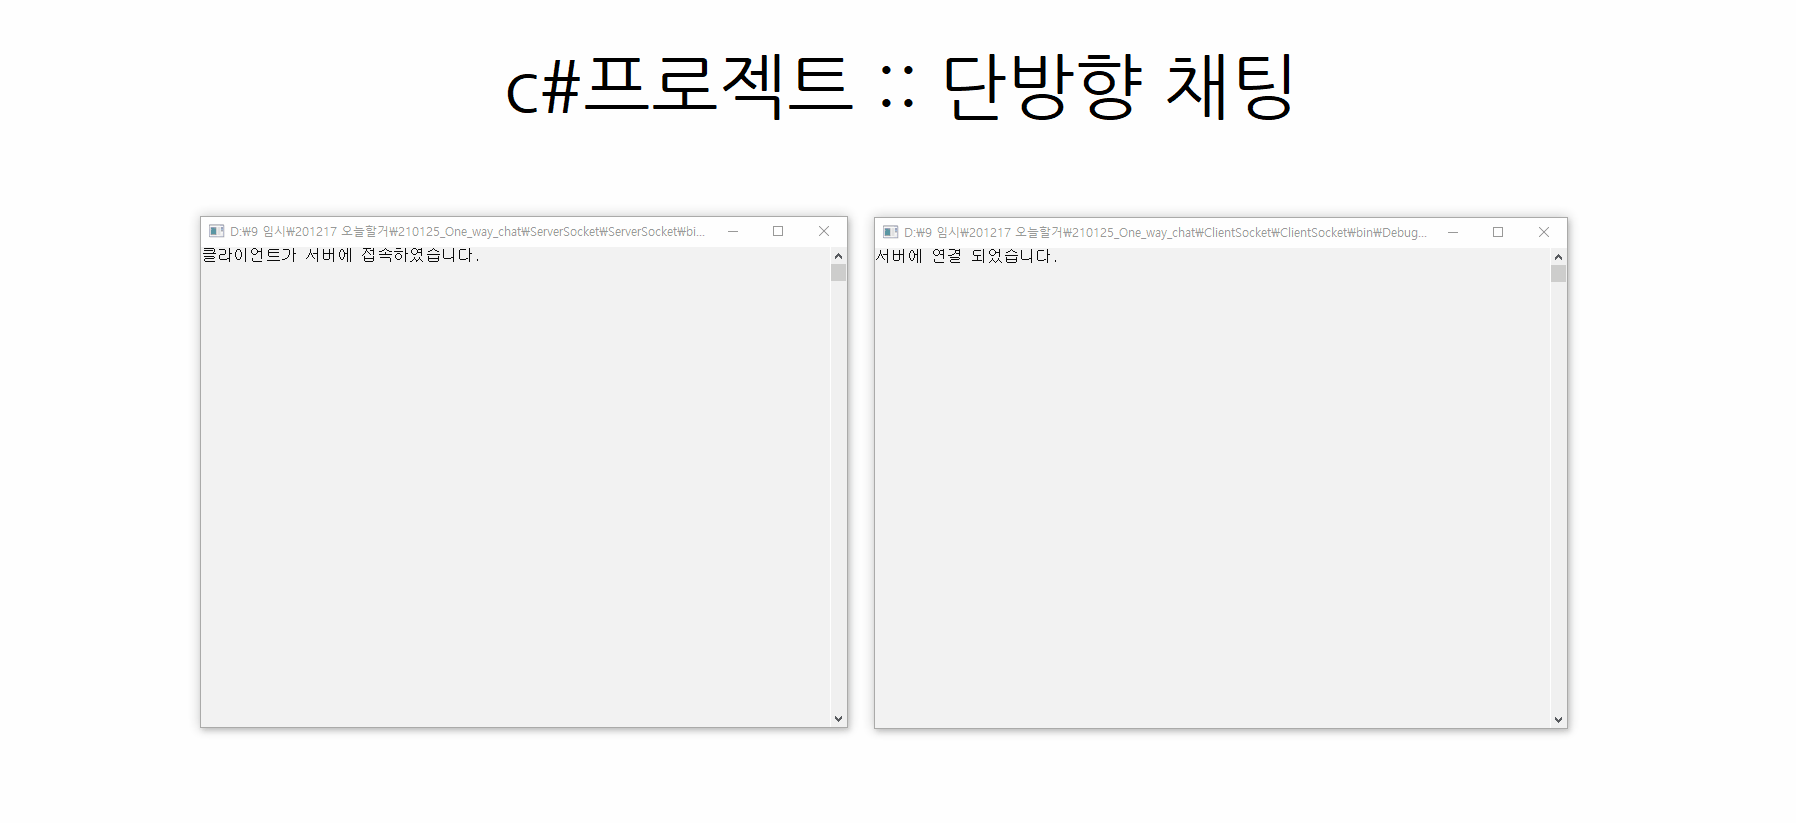 c#프로젝트 :: 단방향 채팅
D:₩9 임시₩201217 오늘할거₩210125_One_way_chat₩ServerSocket₩ServerSocket₩bi...
클라이언트가 서버에 접속하였습니다.
D:₩9 임시₩201217 오늘할거₩210125_One_way_chat₩ClientSocket₩ClientSocket₩bin₩Debug...
서버에 연결 되었습니다.